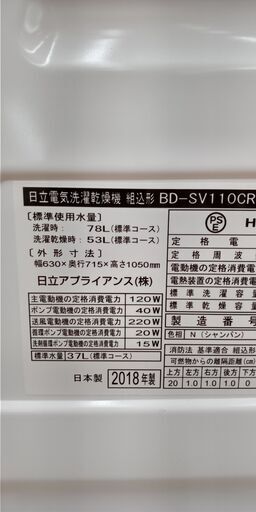 日立電気洗濯乾燥機 組込形 BD-SV110CR
[標準使用水量]
洗濯時： 78L(標準コース)
洗濯乾燥時：53L(標準コース)
[外形寸法]
幅630×奥行715×高さ1050mm
日立アプライアンス(株)
主電動機の定格消費電力 120W
ポンプ電動機の定格消費電力 40W
送風電動機の定格消費電力 220W
循環ポンプ電動機の定格消費電力 20W
洗剤循環ポンプ電動機の定格消費電力 15W
標準水量37L(標準コース)
日本製 2018年製
PSE H
定格電
定格周波
電動機の定格消費
電熱装置の定格消費
標準洗濯容
標準乾燥容
製造番号
色相 N (シャンパン)
消防法 基準適合 組込形
可燃物からの離隔距離(cm)
上方 左方 右方 前方 後方 下方
20 1.0 1.0 0 1.0 0